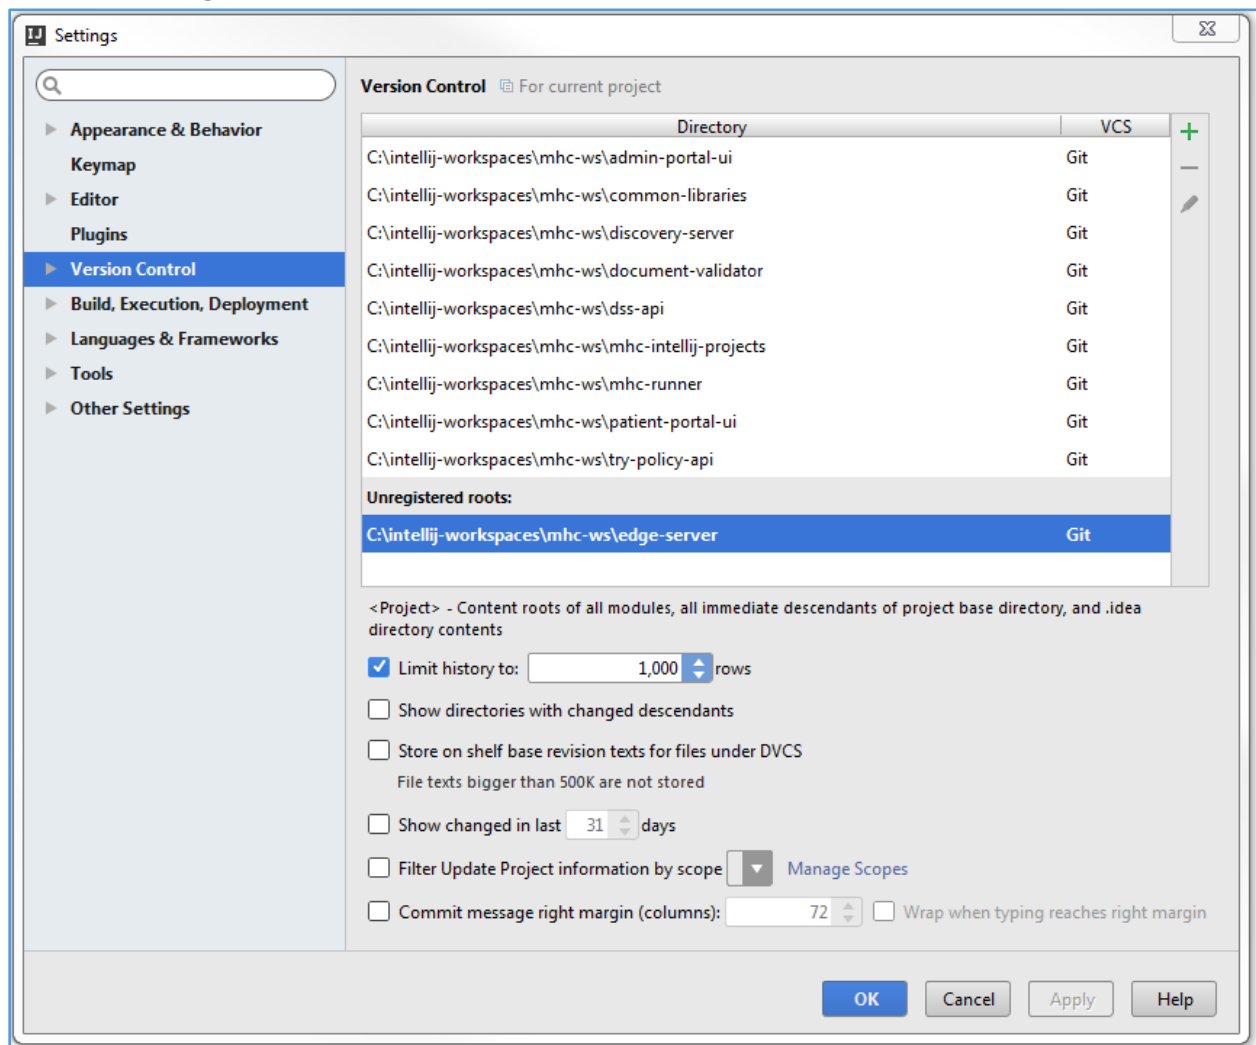 IJ Settings
Version Control For current project
Appearance & Behavior
Keymap
Editor
Plugins
Version Control
Build, Execution, Deployment
Languages & Frameworks
Tools
Other Settings
Directory VCS
C:\intellij-workspaces\mhc-ws\admin-portal-ui Git
C:\intellij-workspaces\mhc-ws\common-libraries Git
C:\intellij-workspaces\mhc-ws\discovery-server Git
C:\intellij-workspaces\mhc-ws\document-validator Git
C:\intellij-workspaces\mhc-ws\dss-api Git
C:\intellij-workspaces\mhc-ws\mhc-intellij-projects Git
C:\intellij-workspaces\mhc-ws\mhc-runner Git
C:\intellij-workspaces\mhc-ws\patient-portal-ui Git
C:\intellij-workspaces\mhc-ws\try-policy-api Git
Unregistered roots:
C:\intellij-workspaces\mhc-ws\edge-server Git
<Project> - Content roots of all modules, all immediate descendants of project base directory, and .idea
directory contents
Limit history to: 1,000 rows
Show directories with changed descendants
Store on shelf base revision texts for files under DVCS
File texts bigger than 500K are not stored
Show changed in last 31 days
Filter Update Project information by scope Manage Scopes
Commit message right margin (columns): 72 Wrap when typing reaches right margin
OK Cancel Apply Help